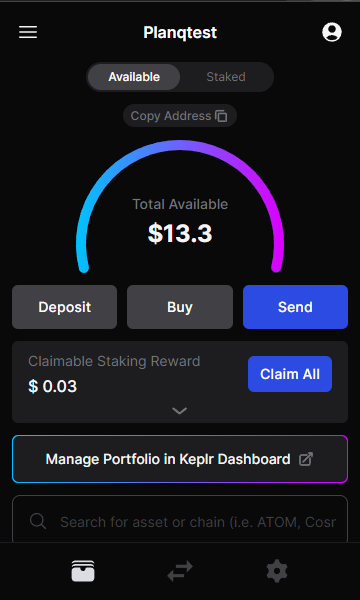 Planqtest
Available Staked
Copy Address
Total Available
$13.3
Deposit Buy Send
Claimable Staking Reward
$ 0.03
Claim All
Manage Portfolio in Keplr Dashboard
Search for asset or chain (i.e. ATOM, Cosr